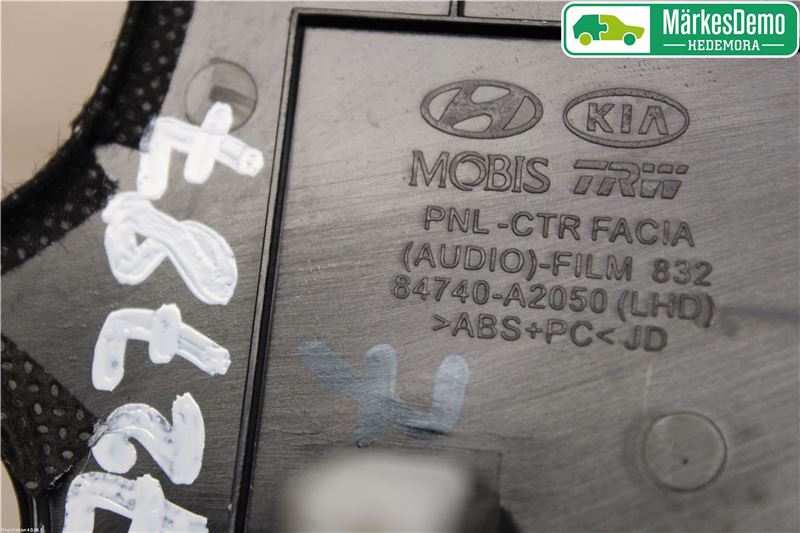 MärkesDemo
HEDEMORA
KIA
MOBIS TRW
PNL-CTR FACIA
(AUDIO)-FILM 832
84740-A2050 (LHD)
>ABS+PC< JD